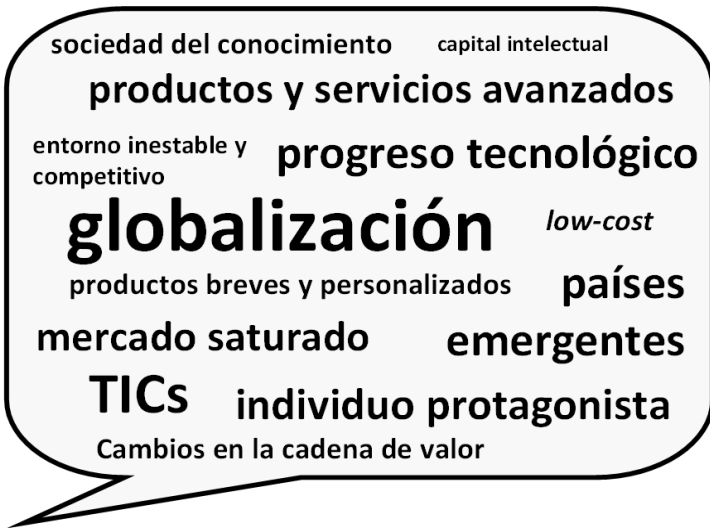 sociedad del conocimiento
capital intelectual
productos y servicios avanzados
entorno inestable y
competitivo
progreso tecnológico
globalización
low-cost
productos breves y personalizados
países
emergentes
mercado saturado
TICs
individuo protagonista
Cambios en la cadena de valor